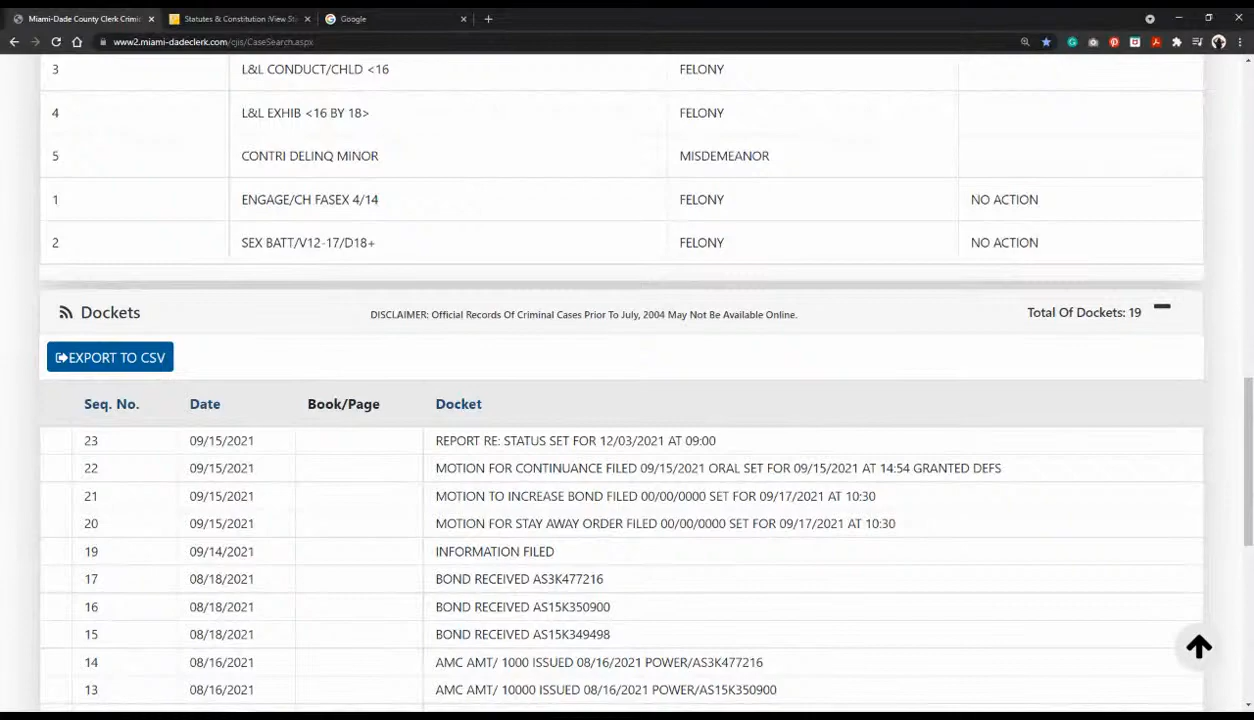 Miami-Dade County Clerk Crimi
Statutes & Constitution :View Sta
Google
www2.miami-dadeclerk.com/cjis/CaseSearch.aspx
3 L&L CONDUCT/CHLD <16 FELONY
4 L&L EXHIB <16 BY 18> FELONY
5 CONTRI DELINQ MINOR MISDEMEANOR
1 ENGAGE/CH FASEX 4/14 FELONY NO ACTION
2 SEX BATT/V12-17/D18+ FELONY NO ACTION
Dockets DISCLAIMER: Official Records Of Criminal Cases Prior To July, 2004 May Not Be Available Online. Total Of Dockets: 19
EXPORT TO CSV
Seq. No. Date Book/Page Docket
23 09/15/2021 REPORT RE: STATUS SET FOR 12/03/2021 AT 09:00
22 09/15/2021 MOTION FOR CONTINUANCE FILED 09/15/2021 ORAL SET FOR 09/15/2021 AT 14:54 GRANTED DEFS
21 09/15/2021 MOTION TO INCREASE BOND FILED 00/00/0000 SET FOR 09/17/2021 AT 10:30
20 09/15/2021 MOTION FOR STAY AWAY ORDER FILED 00/00/0000 SET FOR 09/17/2021 AT 10:30
19 09/14/2021 INFORMATION FILED
17 08/18/2021 BOND RECEIVED AS3K477216
16 08/18/2021 BOND RECEIVED AS15K350900
15 08/18/2021 BOND RECEIVED AS15K349498
14 08/16/2021 AMC AMT/ 1000 ISSUED 08/16/2021 POWER/AS3K477216
13 08/16/2021 AMC AMT/ 10000 ISSUED 08/16/2021 POWER/AS15K350900